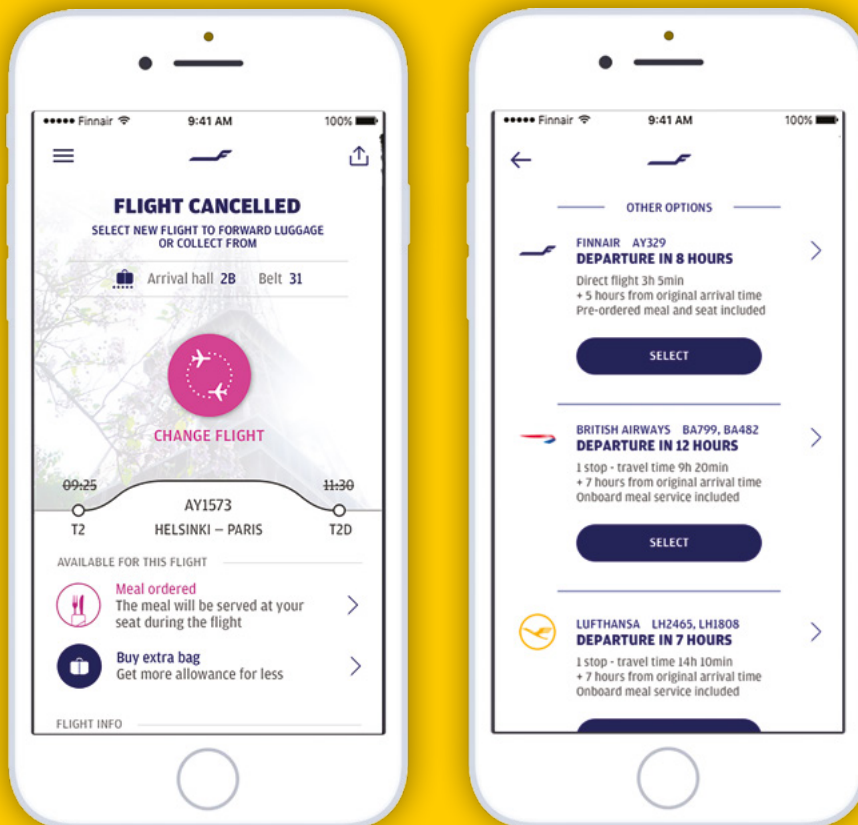 Finnair 9:41 AM 100%
FLIGHT CANCELLED
SELECT NEW FLIGHT TO FORWARD LUGGAGE
OR COLLECT FROM
Arrival hall 2B Belt 31
CHANGE FLIGHT
09:25 11:30
AY1573
T2 HELSINKI – PARIS T2D
AVAILABLE FOR THIS FLIGHT
Meal ordered
The meal will be served at your
seat during the flight
Buy extra bag
Get more allowance for less
FLIGHT INFO
Finnair 9:41 AM 100%
OTHER OPTIONS
FINNAIR AY329
DEPARTURE IN 8 HOURS
Direct flight 3h 5min
+ 5 hours from original arrival time
Pre-ordered meal and seat included
SELECT
BRITISH AIRWAYS BA799, BA482
DEPARTURE IN 12 HOURS
1 stop - travel time 9h 20min
+ 7 hours from original arrival time
Onboard meal service included
SELECT
LUFTHANSA LH2465, LH1808
DEPARTURE IN 7 HOURS
1 stop - travel time 14h 10min
+ 7 hours from original arrival time
Onboard meal service included